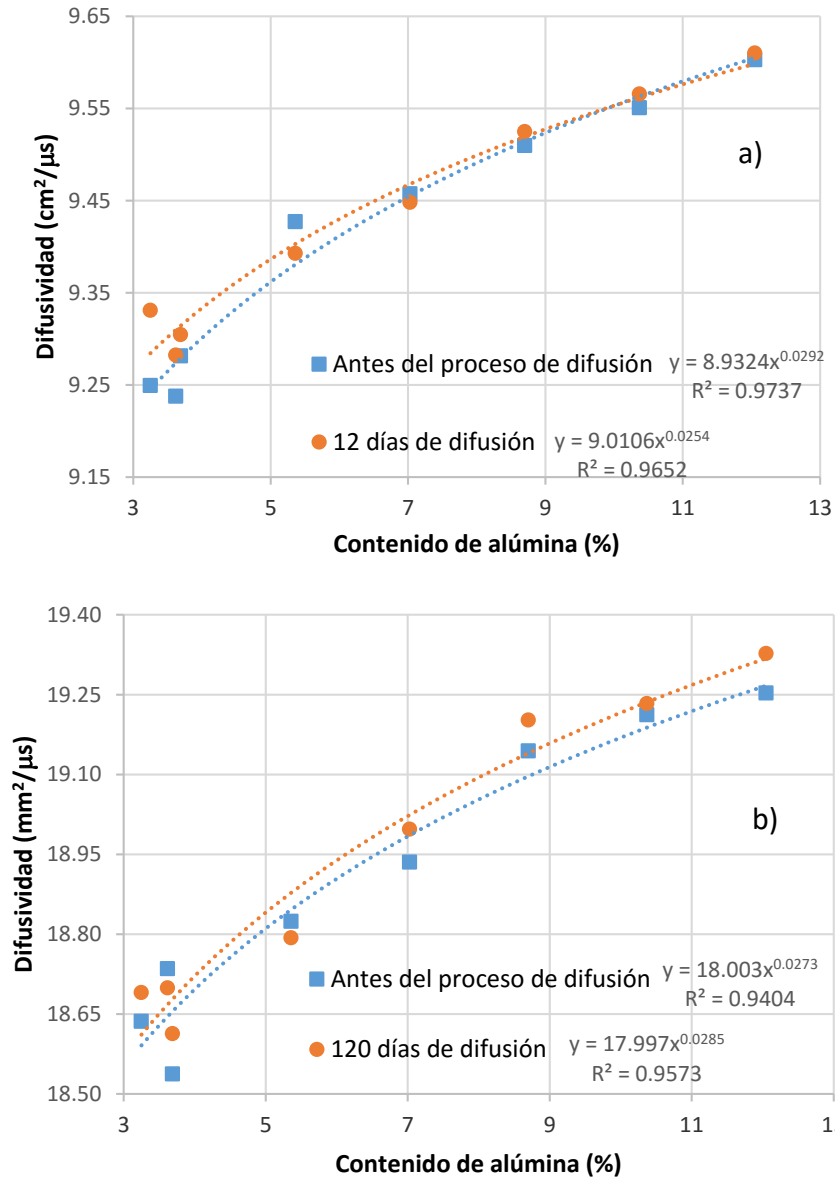 9.65
9.55
9.45
9.35
9.25
9.15
Difusividad (cm²/μs)
a)
Antes del proceso de difusión
y = 8.9324x^0.0292
R² = 0.9737
12 días de difusión
y = 9.0106x^0.0254
R² = 0.9652
3 5 7 9 11 13
Contenido de alúmina (%)
19.40
19.25
19.10
18.95
18.80
18.65
18.50
Difusividad (mm²/μs)
b)
Antes del proceso de difusión
y = 18.003x^0.0273
R² = 0.9404
120 días de difusión
y = 17.997x^0.0285
R² = 0.9573
3 5 7 9 11 1
Contenido de alúmina (%)